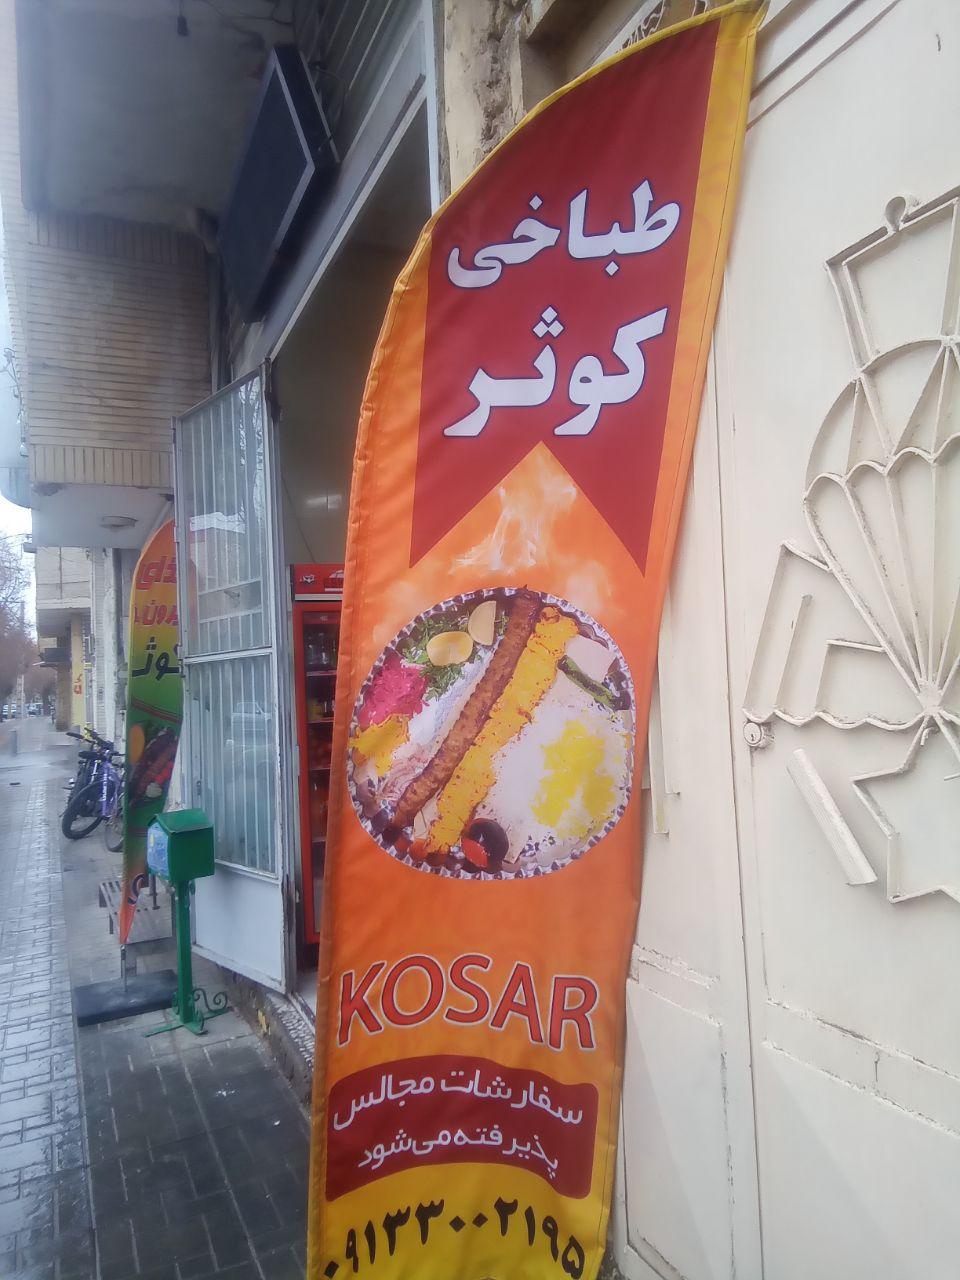 طباخی
کوثر
KOSAR
سفارشات مجالس
پذیرفته‌می‌شود
۰۹۱۳۳۰۰۲۱۹۵